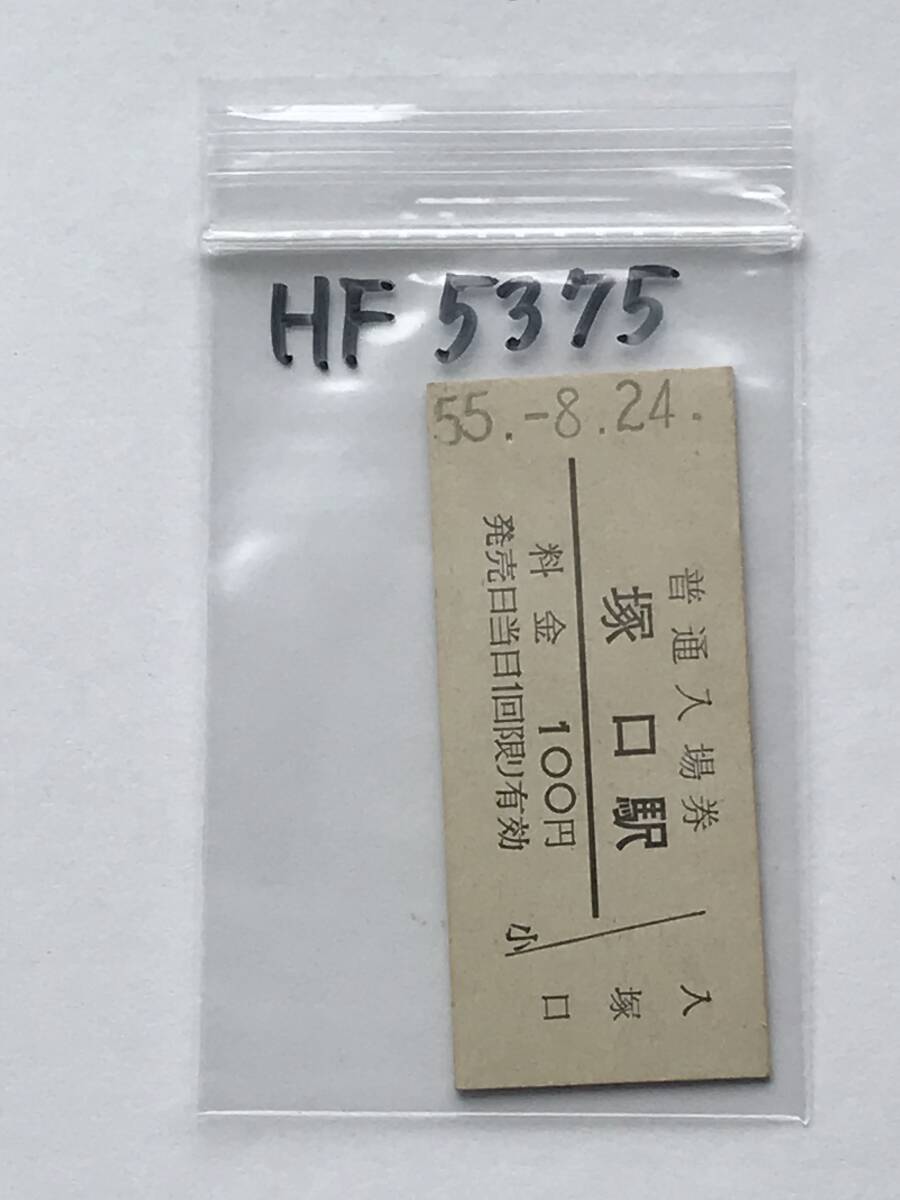 HF 5375
55.-8.24.
普通入場券
塚口駅
料金 100円
発売日当日1回限り有効
小
入
塚
口